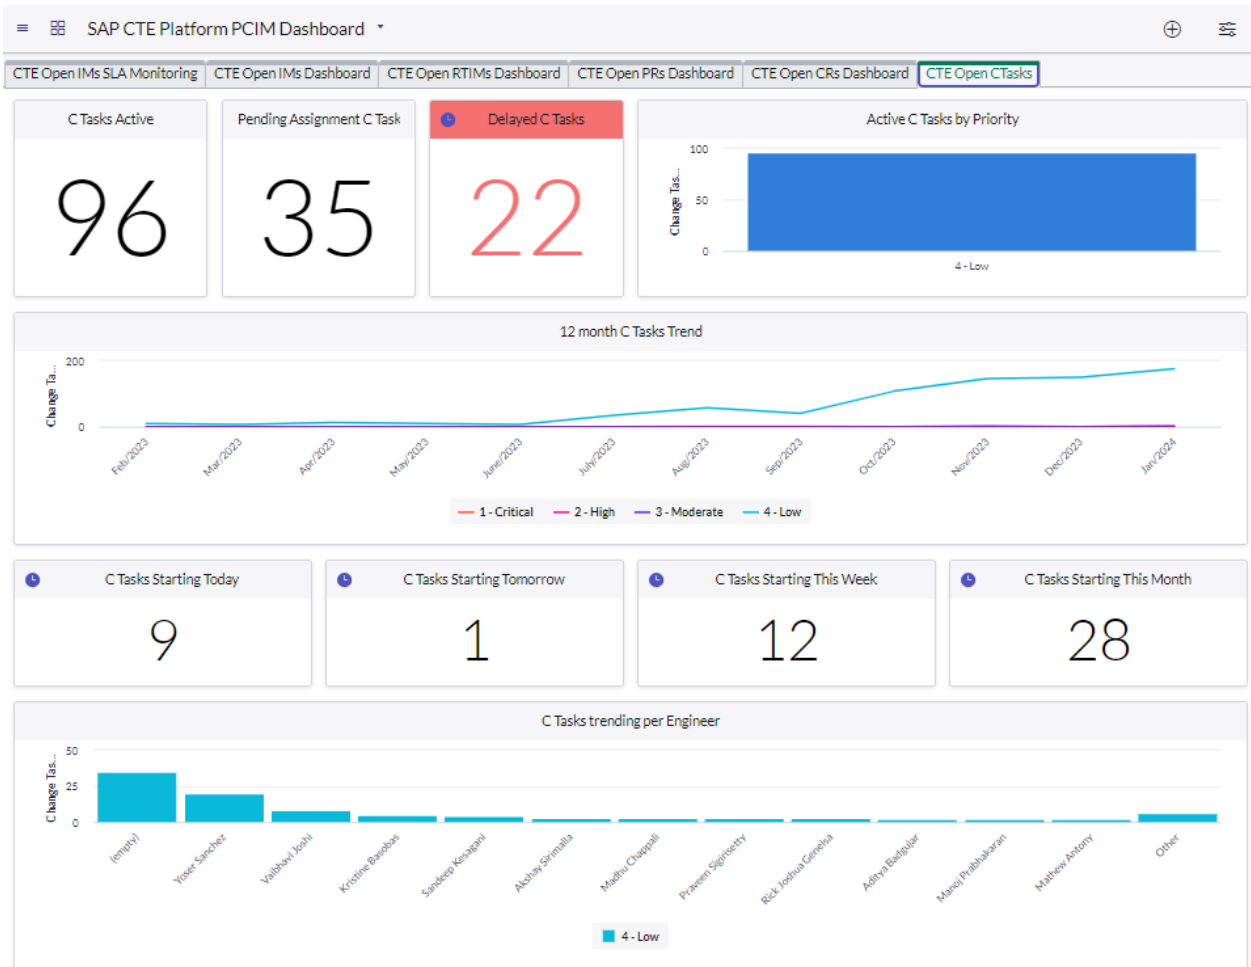 SAP CTE Platform PCIM Dashboard
CTE Open IMs SLA Monitoring CTE Open IMs Dashboard CTE Open RTIMs Dashboard CTE Open PRs Dashboard CTE Open CRs Dashboard CTE Open CTasks
C Tasks Active Pending Assignment C Task Delayed C Tasks Active C Tasks by Priority
96 35 22
Change Tas...
100
50
0
4 - Low
12 month C Tasks Trend
Change Ta...
200
0
Feb/2023 Mar/2023 Apr/2023 May/2023 June/2023 July/2023 Aug/2023 Sep/2023 Oct/2023 Nov/2023 Dec/2023 Jan/2024
1 - Critical 2 - High 3 - Moderate 4 - Low
C Tasks Starting Today C Tasks Starting Tomorrow C Tasks Starting This Week C Tasks Starting This Month
9 1 12 28
C Tasks trending per Engineer
Change Tas...
50
25
0
(empty) Yoser Sanchez Vaibhavi Joshi Kristine Basobas Sandeep Kesagani Akshay Sirimalla Madhu Chappali Praveen Sigirisetty Rick Joshua Genelsa Aditya Badgujar Manoj Prabhakaran Mathew Antony Other
4 - Low